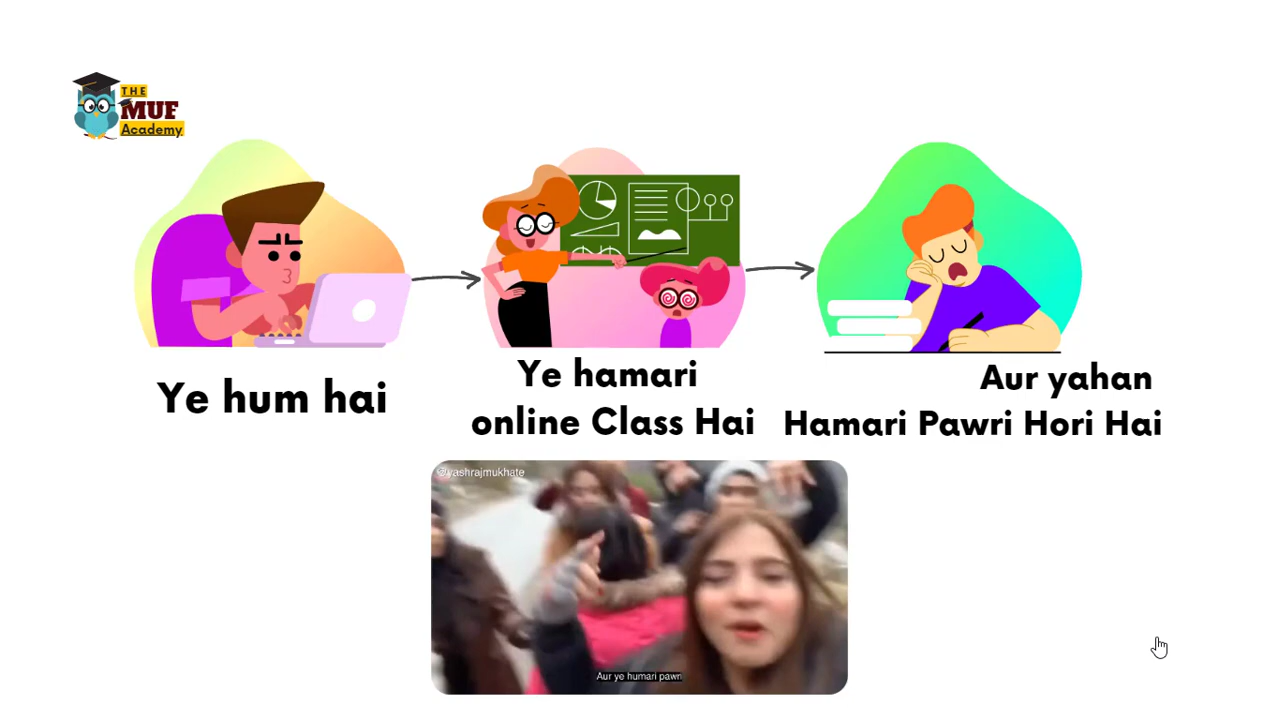 THE
MUF
Academy
Ye hum hai
Ye hamari
online Class Hai
Aur yahan
Hamari Pawri Hori Hai
@yashrajmukhate
Aur ye humari pawri